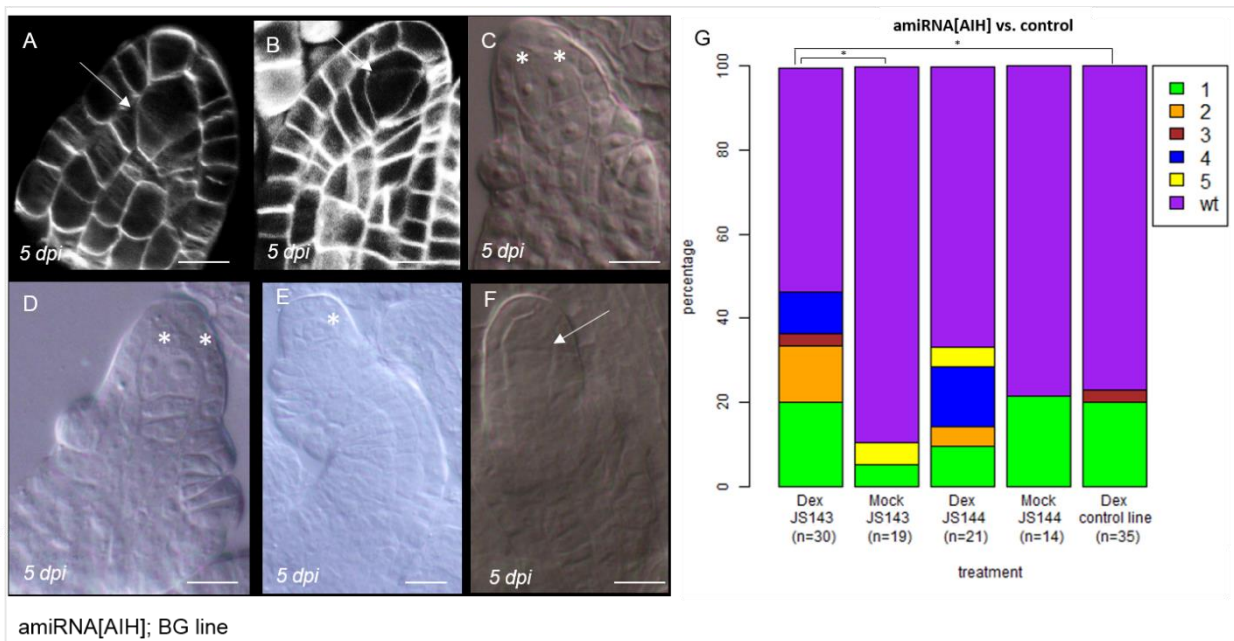 A
B
C
5 dpi
5 dpi
5 dpi
D
E
F
5 dpi
5 dpi
5 dpi
amiRNA[AIH]; BG line
G
amiRNA[AIH] vs. control
*
*
100
80
60
40
20
0
percentage
1
2
3
4
5
wt
Dex
JS143
(n=30)
Mock
JS143
(n=19)
Dex
JS144
(n=21)
Mock
JS144
(n=14)
Dex
control line
(n=35)
treatment